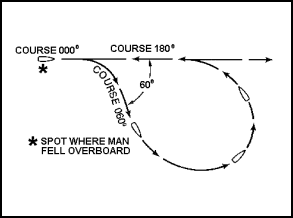 COURSE 000° COURSE 180°
COURSE 060°
60°
* SPOT WHERE MAN
FELL OVERBOARD